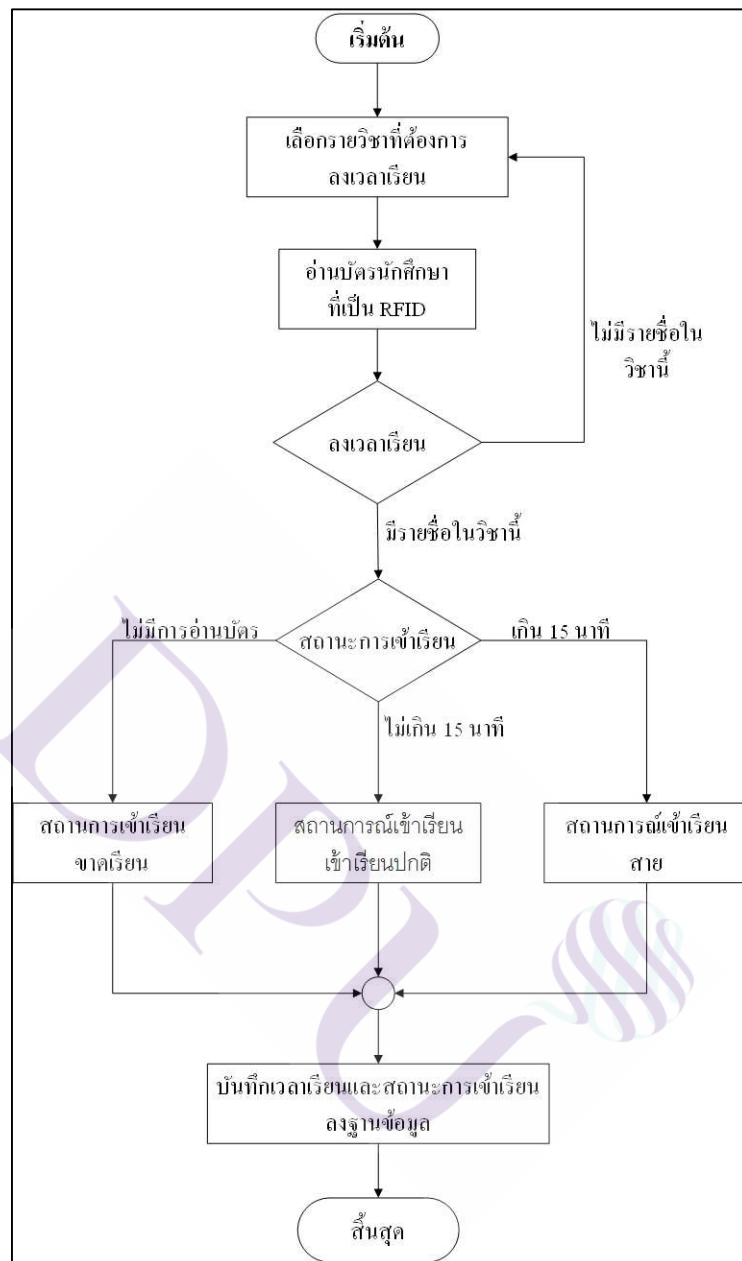 เริ่มต้น
เลือกรายวิชาที่ต้องการ
ลงเวลาเรียน
อ่านบัตรนักศึกษา
ที่เป็น RFID
ไม่มีรายชื่อใน
วิชานี้
ลงเวลาเรียน
มีรายชื่อในวิชานี้
ไม่มีการอ่านบัตร
สถานะการเข้าเรียน
เกิน 15 นาที
ไม่เกิน 15 นาที
สถานการเข้าเรียน
ขาดเรียน
สถานการณ์เข้าเรียน
เข้าเรียนปกติ
สถานการณ์เข้าเรียน
สาย
บันทึกเวลาเรียนและสถานะการเข้าเรียน
ลงฐานข้อมูล
สิ้นสุด
DPU